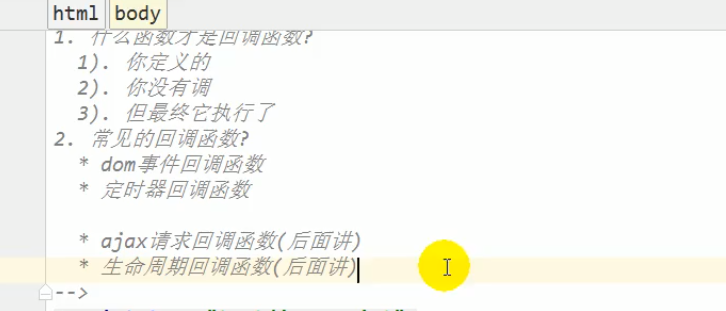 html body
1. 什么函数才是回调函数?
1). 你定义的
2). 你没有调
3). 但最终它执行了
2. 常见的回调函数?
* dom事件回调函数
* 定时器回调函数
* ajax请求回调函数(后面讲)
* 生命周期回调函数(后面讲)
-->